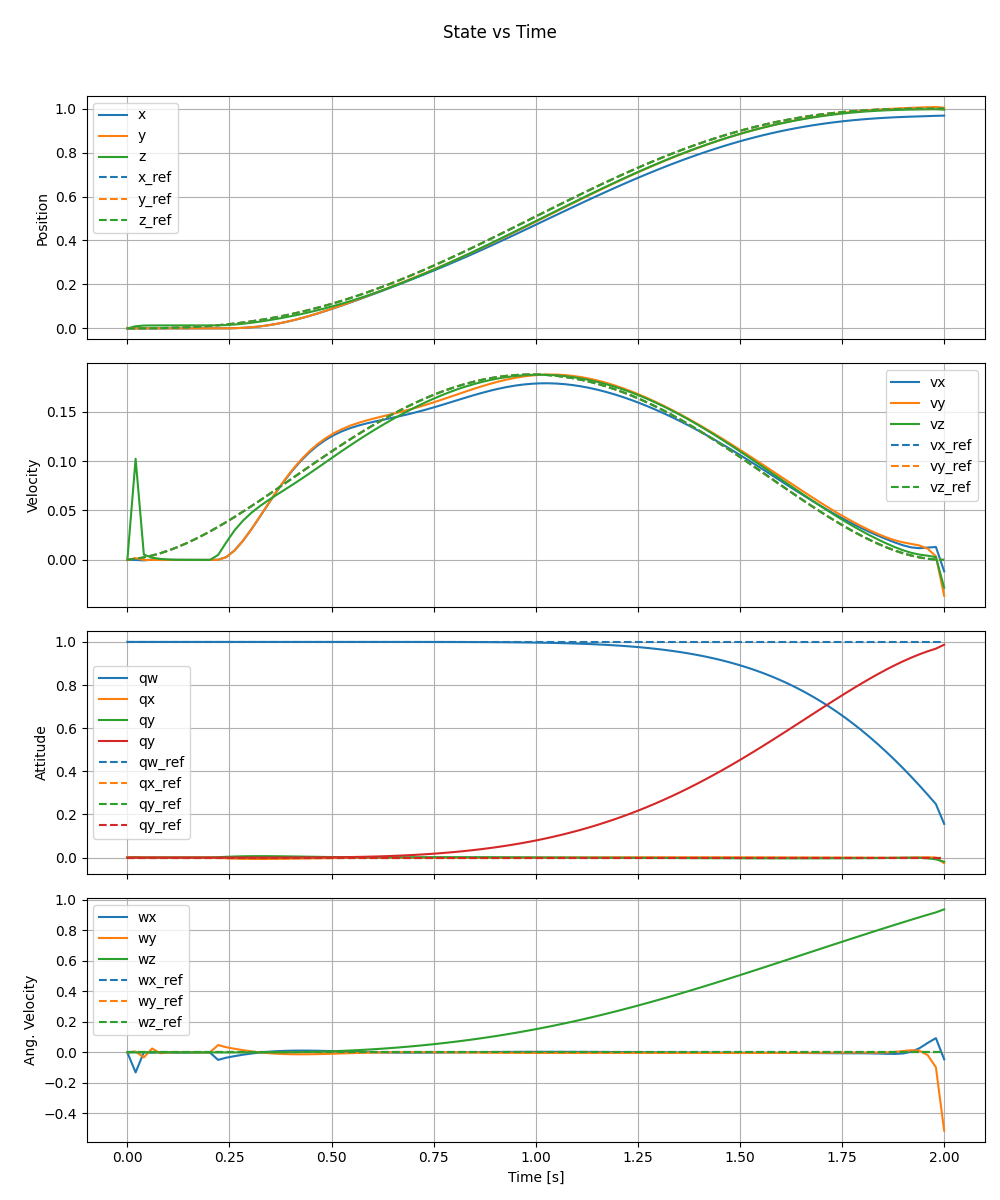 State vs Time
1.0
0.8
0.6
0.4
0.2
0.0
Position
x
y
z
x_ref
y_ref
z_ref
0.15
0.10
0.05
0.00
Velocity
vx
vy
vz
vx_ref
vy_ref
vz_ref
1.0
0.8
0.6
0.4
0.2
0.0
Attitude
qw
qx
qy
qy
qw_ref
qx_ref
qy_ref
qy_ref
1.0
0.8
0.6
0.4
0.2
0.0
−0.2
−0.4
Ang. Velocity
wx
wy
wz
wx_ref
wy_ref
wz_ref
0.00 0.25 0.50 0.75 1.00 1.25 1.50 1.75 2.00
Time [s]